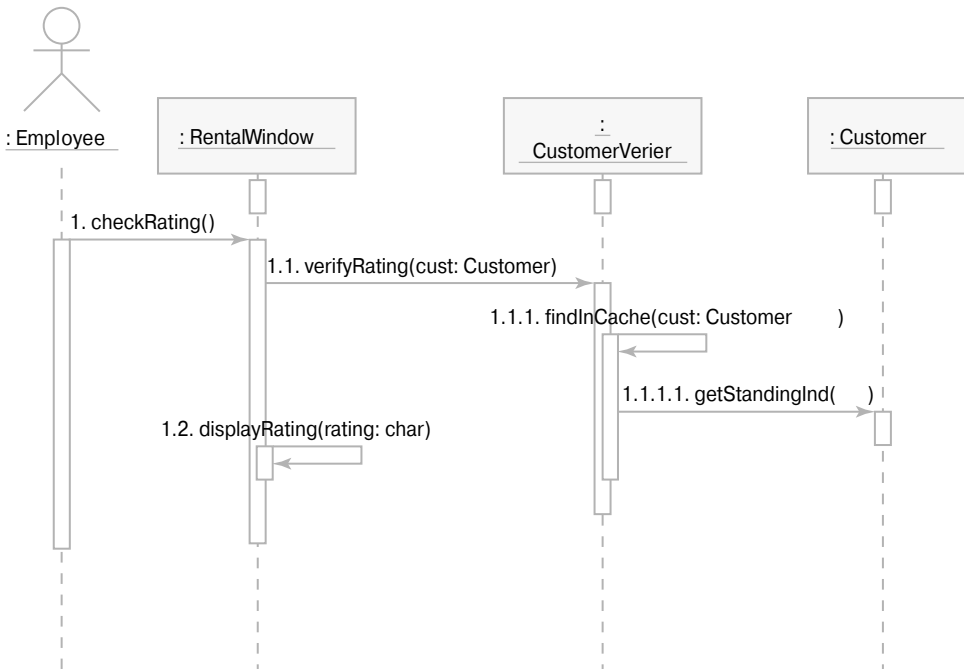 : Employee
: RentalWindow
:
CustomerVerier
: Customer
1. checkRating()
1.1. verifyRating(cust: Customer)
1.1.1. findInCache(cust: Customer )
1.1.1.1. getStandingInd( )
1.2. displayRating(rating: char)